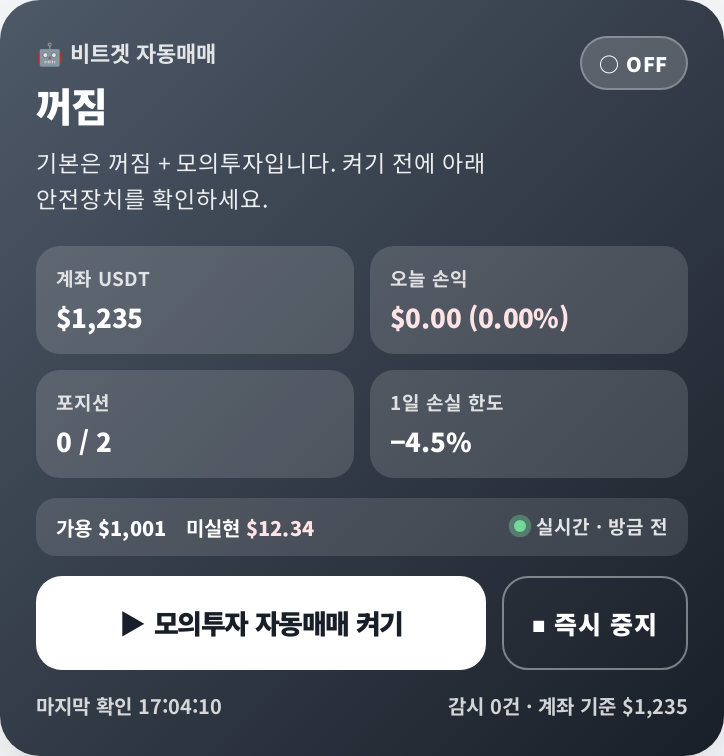 🤖 비트겟 자동매매
○ OFF
꺼짐
기본은 꺼짐 + 모의투자입니다. 켜기 전에 아래
안전장치를 확인하세요.
계좌 USDT
$1,235
오늘 손익
$0.00 (0.00%)
포지션
0 / 2
1일 손실 한도
−4.5%
가용 $1,001 미실현 $12.34
실시간 · 방금 전
▶ 모의투자 자동매매 켜기
■ 즉시 중지
마지막 확인 17:04:10
감시 0건 · 계좌 기준 $1,235